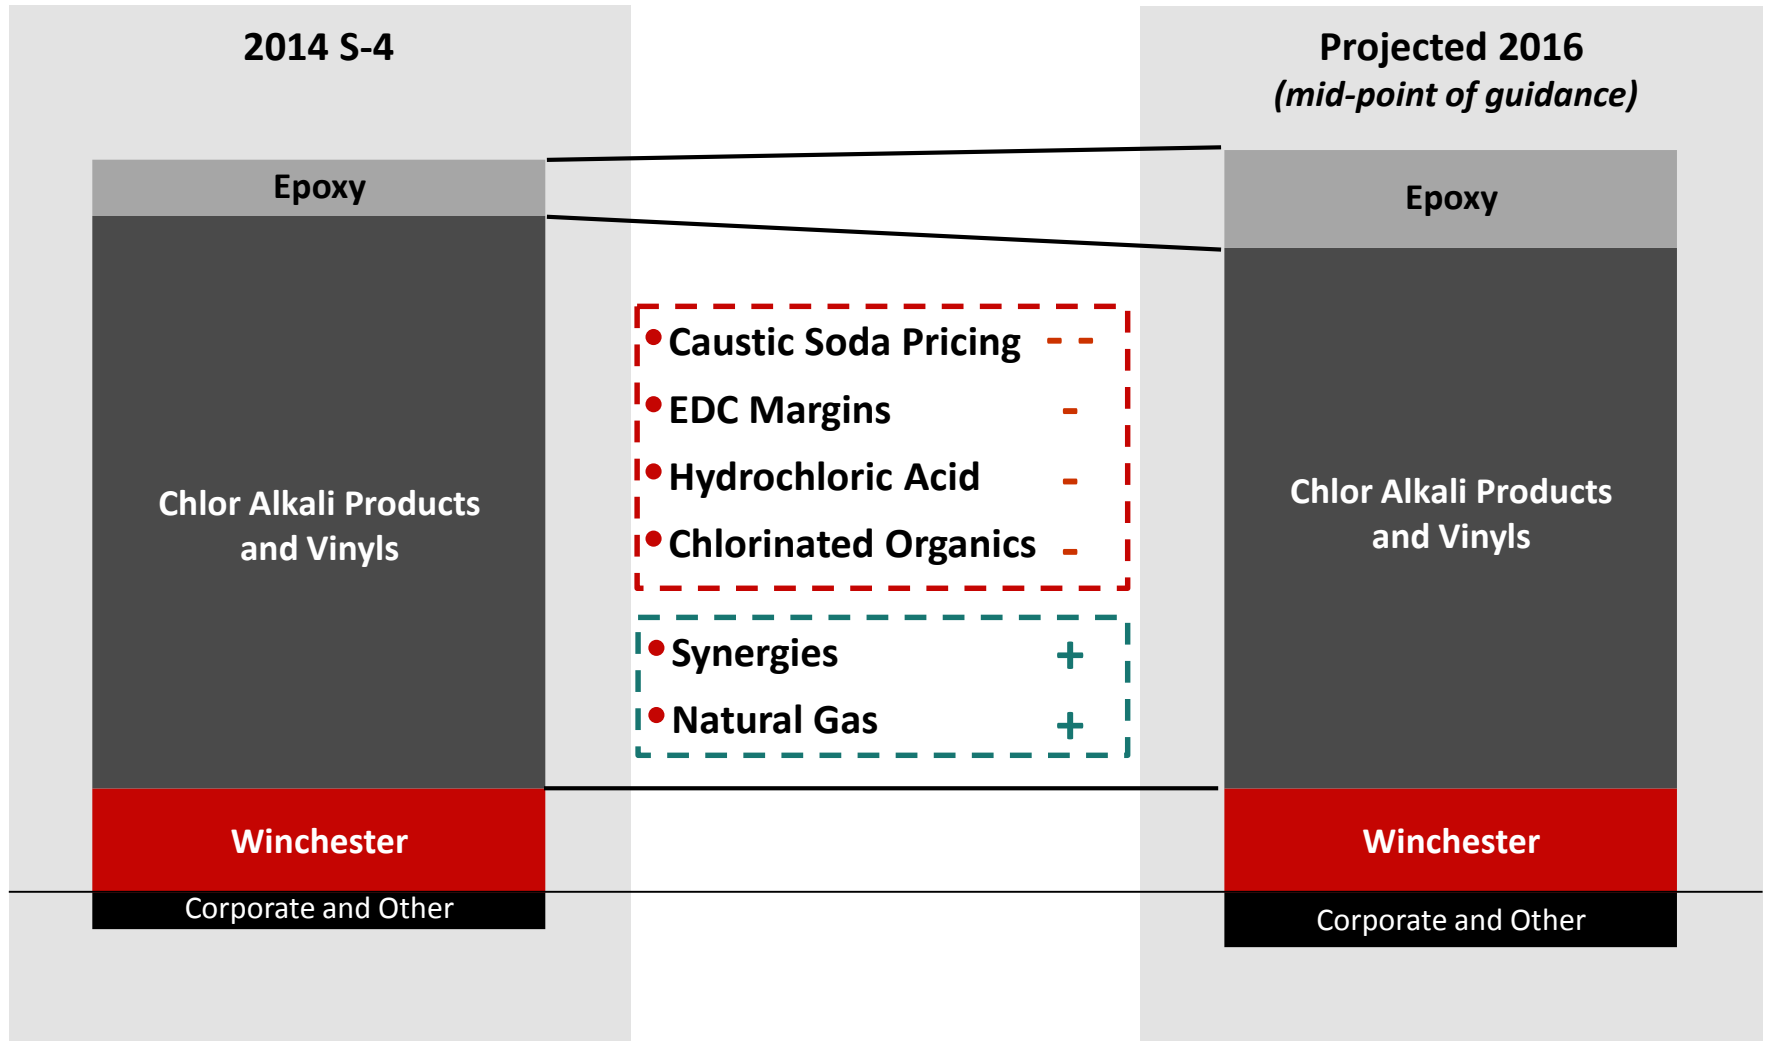 2014 S-4
Epoxy
Chlor Alkali Products
and Vinyls
Winchester
Corporate and Other
• Caustic Soda Pricing - -
• EDC Margins -
• Hydrochloric Acid -
• Chlorinated Organics -
• Synergies +
• Natural Gas +
Projected 2016
(mid-point of guidance)
Epoxy
Chlor Alkali Products
and Vinyls
Winchester
Corporate and Other